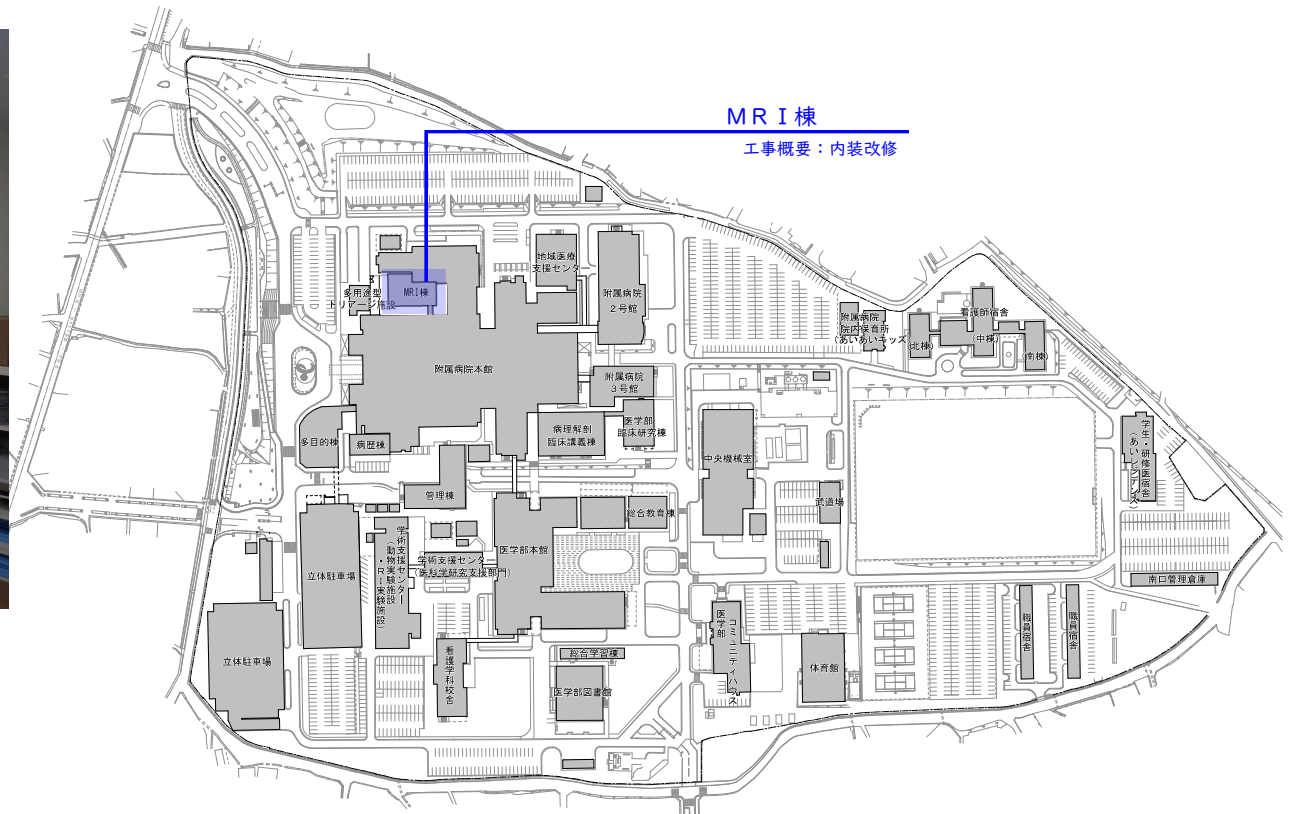 MRI棟
工事概要：内装改修
地域医療
支援センター
附属病院
２号館
MRI棟
多用途型
トリアージ施設
附属病院
院内保育所
(あいあいキッズ)
看護師宿舎
(北棟)
(中棟)
(南棟)
附属病院本館
附属病院
３号館
医学部
臨床研究棟
病理解剖
臨床講義棟
多目的棟
病歴棟
中央機械室
学生・研修医宿舎
(あいレジデンス)
管理棟
武道場
総合教育棟
医学部本館
立体駐車場
学術支援センター
(動物実験施設
・RI実験施設)
学術支援センター
(医科学研究支援部門)
南口管理倉庫
職員宿舎
職員宿舎
医学部
コミュニティハウス
体育館
立体駐車場
看護学科校舎
総合学習棟
医学部図書館